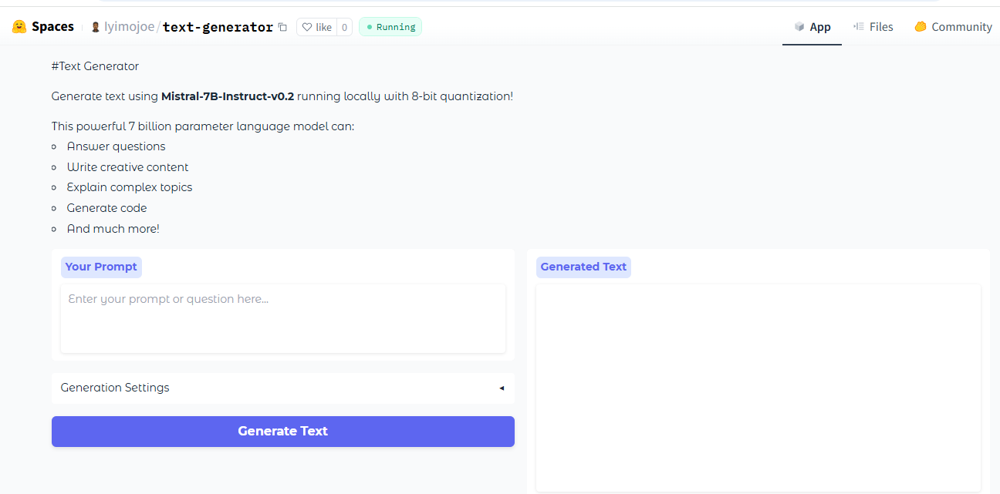 Spaces
lyimojoe/text-generator
like 0
Running
App
Files
Community
#Text Generator
Generate text using Mistral-7B-Instruct-v0.2 running locally with 8-bit quantization!
This powerful 7 billion parameter language model can:
Answer questions
Write creative content
Explain complex topics
Generate code
And much more!
Your Prompt
Enter your prompt or question here...
Generation Settings
Generate Text
Generated Text